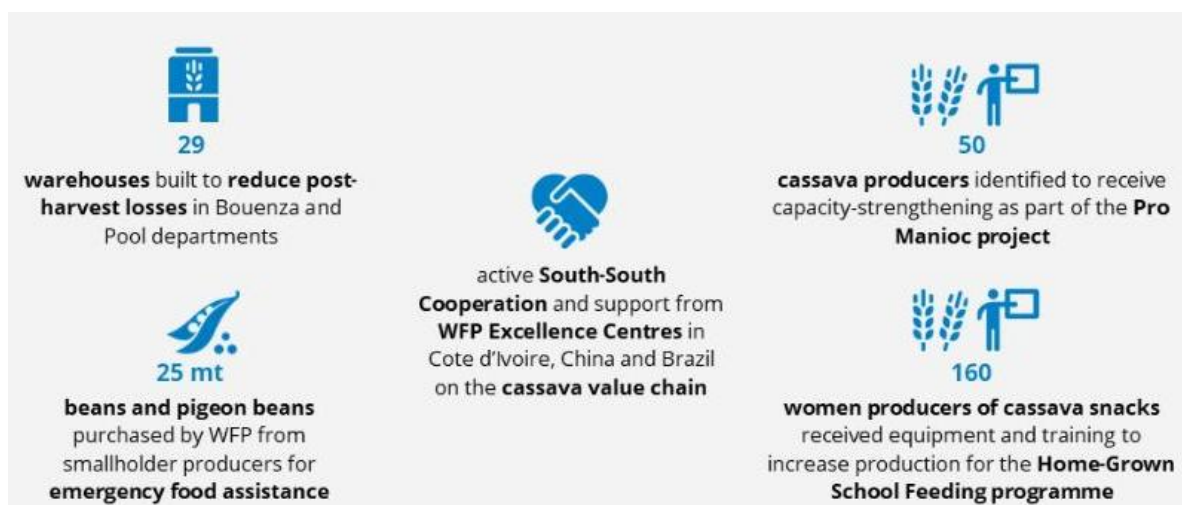 29
warehouses built to reduce post-
harvest losses in Bouenza and
Pool departments
25 mt
beans and pigeon beans
purchased by WFP from
smallholder producers for
emergency food assistance
active South-South
Cooperation and support from
WFP Excellence Centres in
Cote d'Ivoire, China and Brazil
on the cassava value chain
50
cassava producers identified to receive
capacity-strengthening as part of the Pro
Manioc project
160
women producers of cassava snacks
received equipment and training to
increase production for the Home-Grown
School Feeding programme